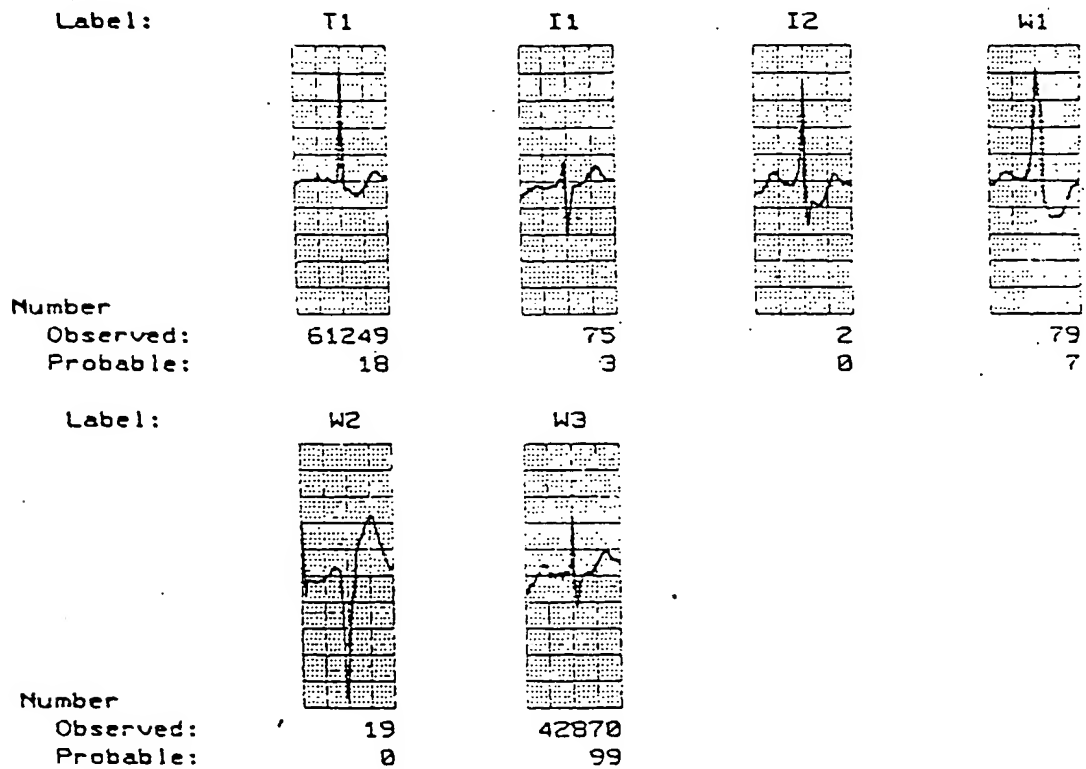 Label: T1 I1 I2 W1
Number
Observed: 61249 75 2 79
Probable: 18 3 0 7
Label: W2 W3
Number
Observed: 19 42870
Probable: 0 99